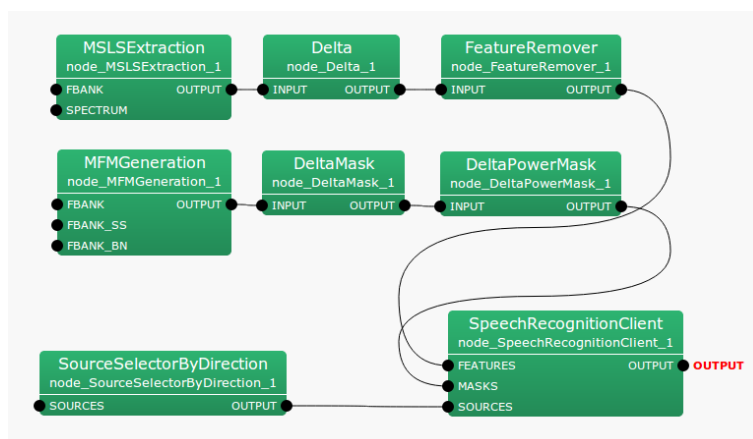 MSLSExtraction
node_MSLSExtraction_1
FBANK OUTPUT
SPECTRUM
Delta
node_Delta_1
INPUT OUTPUT
FeatureRemover
node_FeatureRemover_1
INPUT OUTPUT
MFMGeneration
node_MFMGeneration_1
FBANK OUTPUT
FBANK_SS
FBANK_BN
DeltaMask
node_DeltaMask_1
INPUT OUTPUT
DeltaPowerMask
node_DeltaPowerMask_1
INPUT OUTPUT
SourceSelectorByDirection
node_SourceSelectorByDirection_1
SOURCES OUTPUT
SpeechRecognitionClient
node_SpeechRecognitionClient_1
FEATURES OUTPUT OUTPUT
MASKS
SOURCES